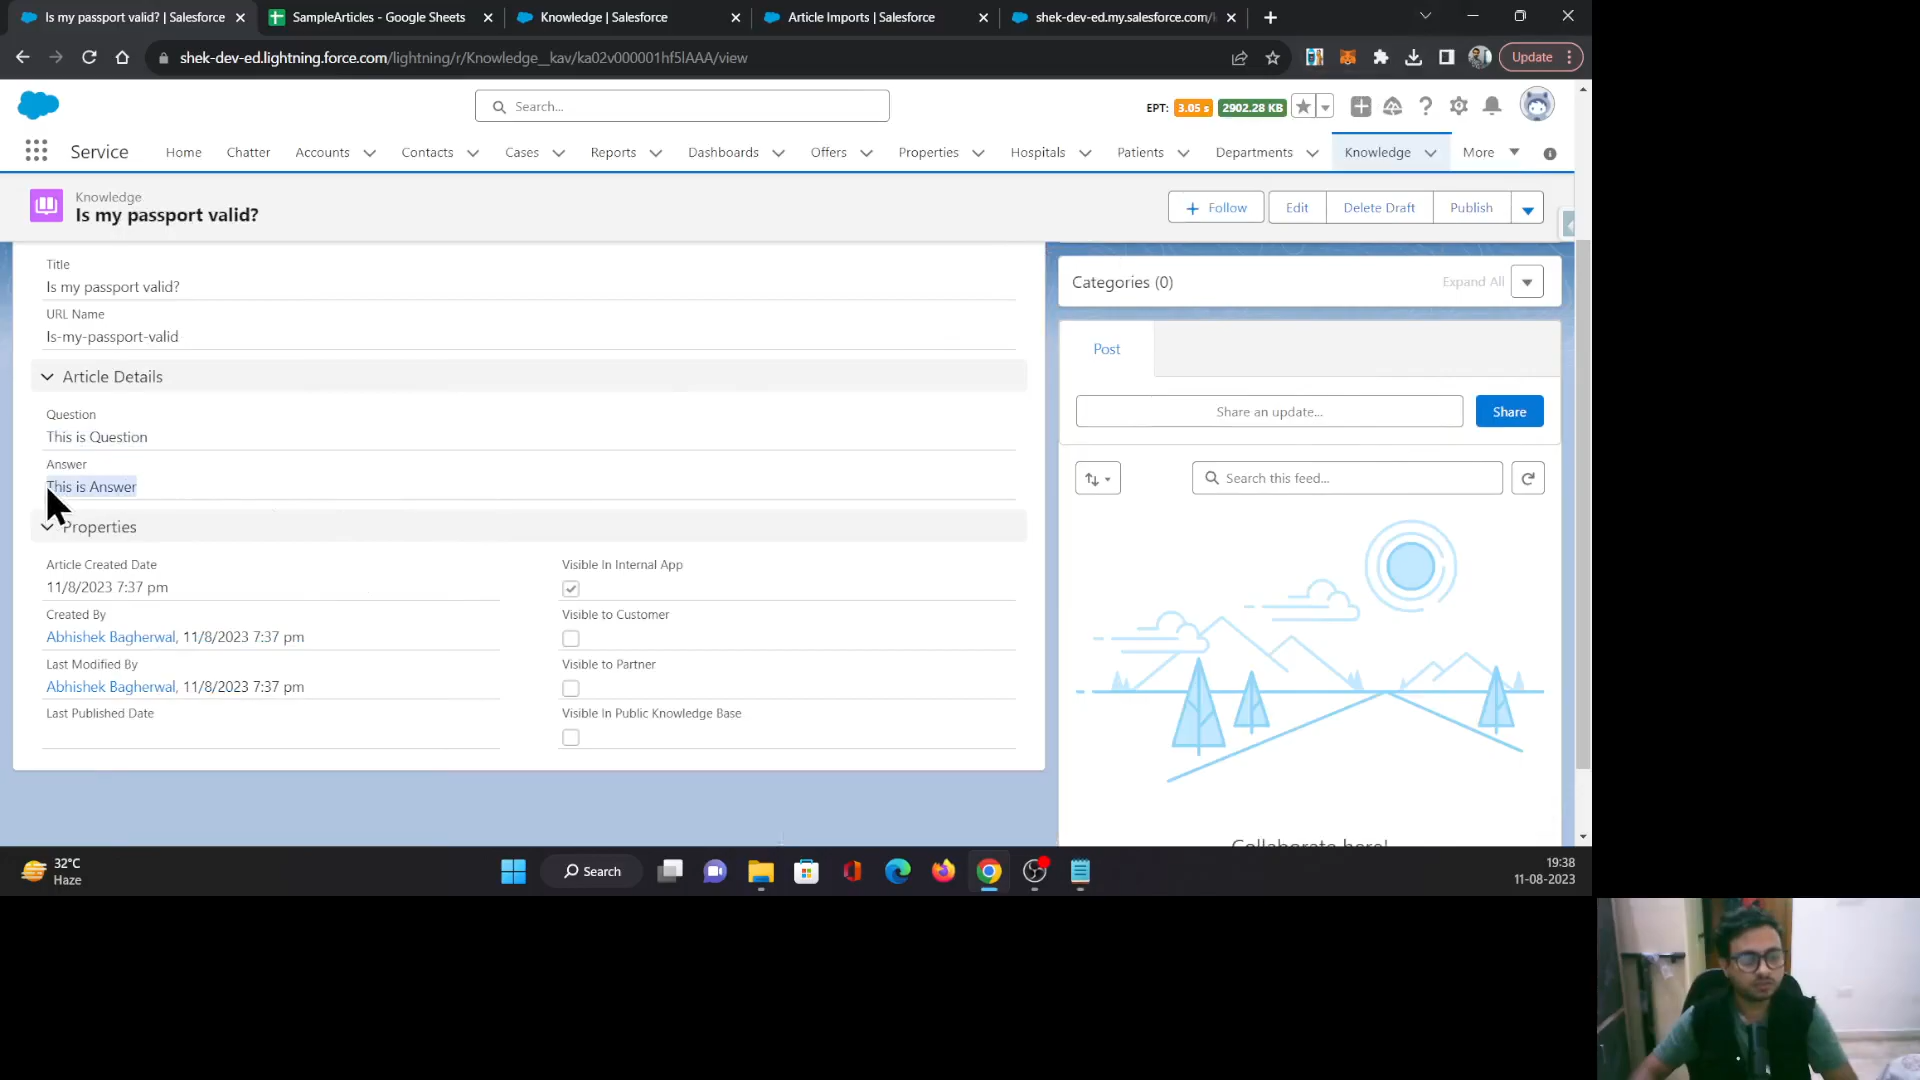 Is my passport valid? | Salesforce
SampleArticles - Google Sheets
Knowledge | Salesforce
Article Imports | Salesforce
shek-dev-ed.my.salesforce.com/
shek-dev-ed.lightning.force.com/lightning/r/Knowledge__kav/ka02v000001hf5lAAA/view
Update
Search...
EPT: 3.05 s 2902.28 KB
Service
Home
Chatter
Accounts
Contacts
Cases
Reports
Dashboards
Offers
Properties
Hospitals
Patients
Departments
Knowledge
More
Knowledge
Is my passport valid?
Follow
Edit
Delete Draft
Publish
Title
Is my passport valid?
URL Name
Is-my-passport-valid
Article Details
Question
This is Question
Answer
This is Answer
Properties
Article Created Date
11/8/2023 7:37 pm
Created By
Abhishek Bagherwal, 11/8/2023 7:37 pm
Last Modified By
Abhishek Bagherwal, 11/8/2023 7:37 pm
Last Published Date
Visible In Internal App
Visible to Customer
Visible to Partner
Visible In Public Knowledge Base
Categories (0)
Expand All
Post
Share an update...
Share
Search this feed...
Collaborate here!
32°C
Haze
Search
19:38
11-08-2023